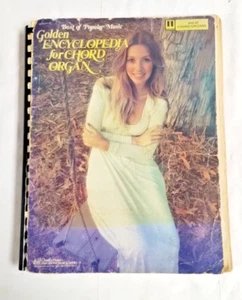 Best of Popular Music
Golden
ENCYCLOPEDIA
for CHORD
ORGAN